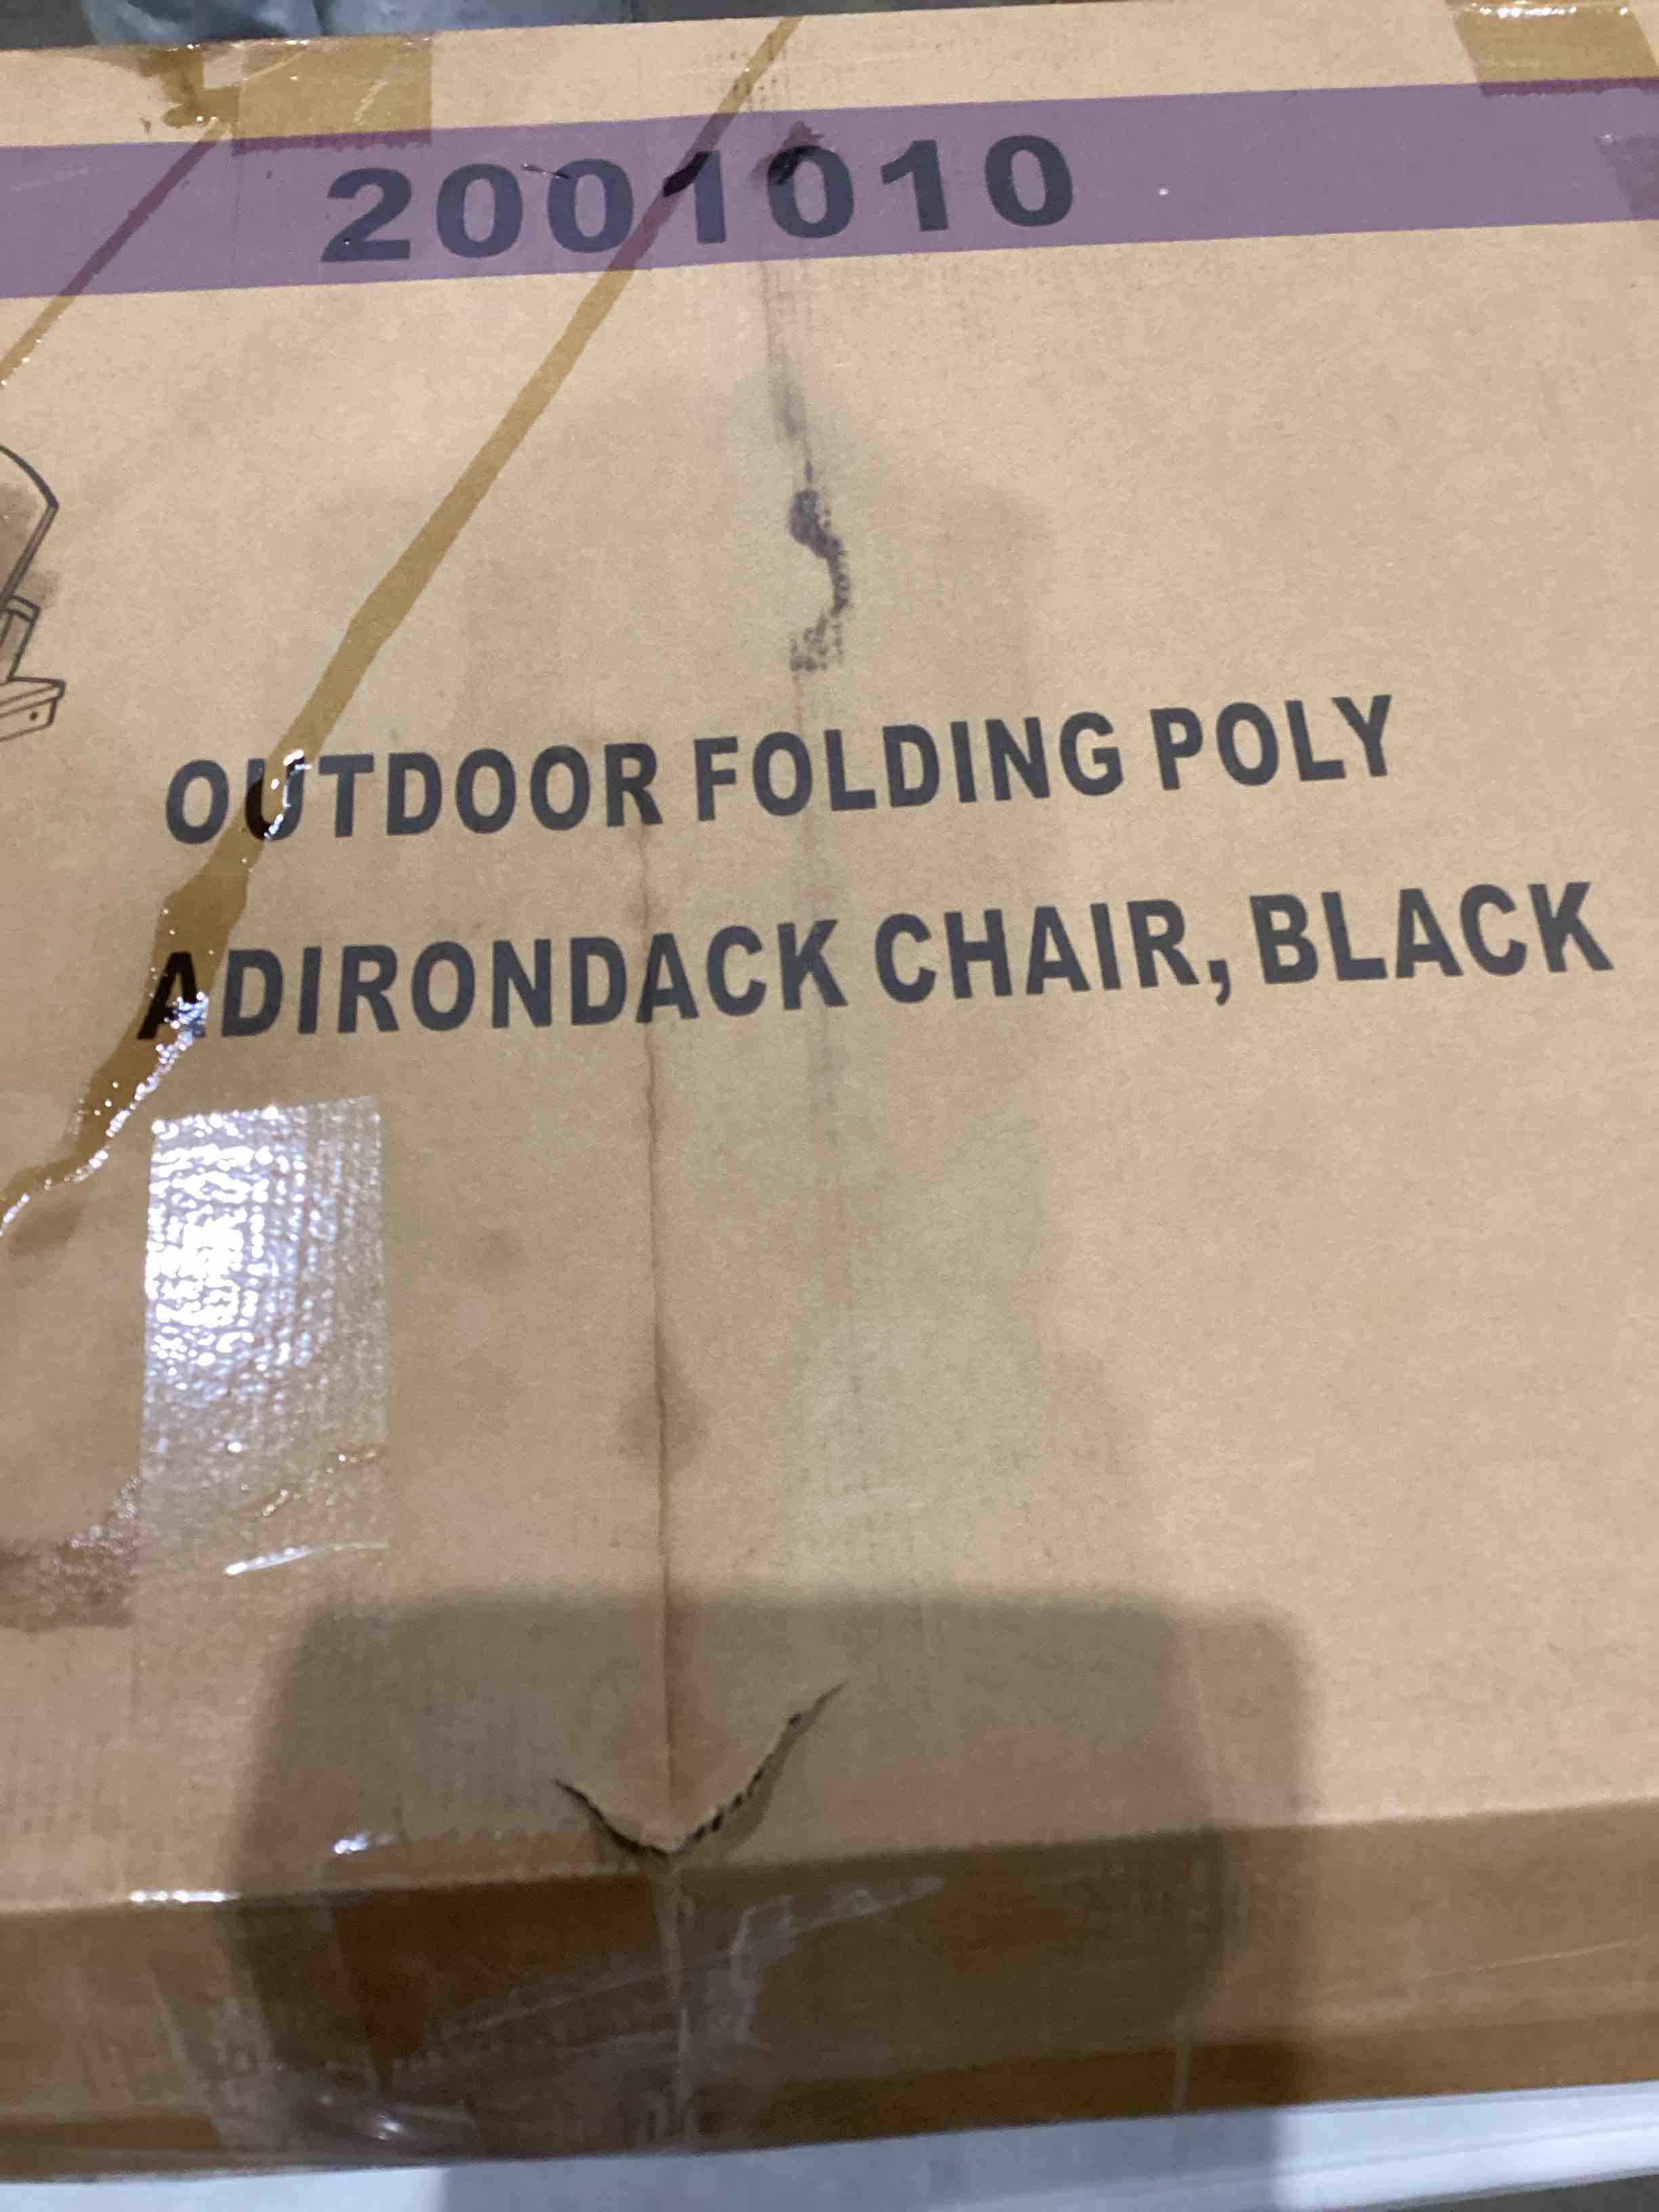 2001010
OUTDOOR FOLDING POLY
ADIRONDACK CHAIR, BLACK